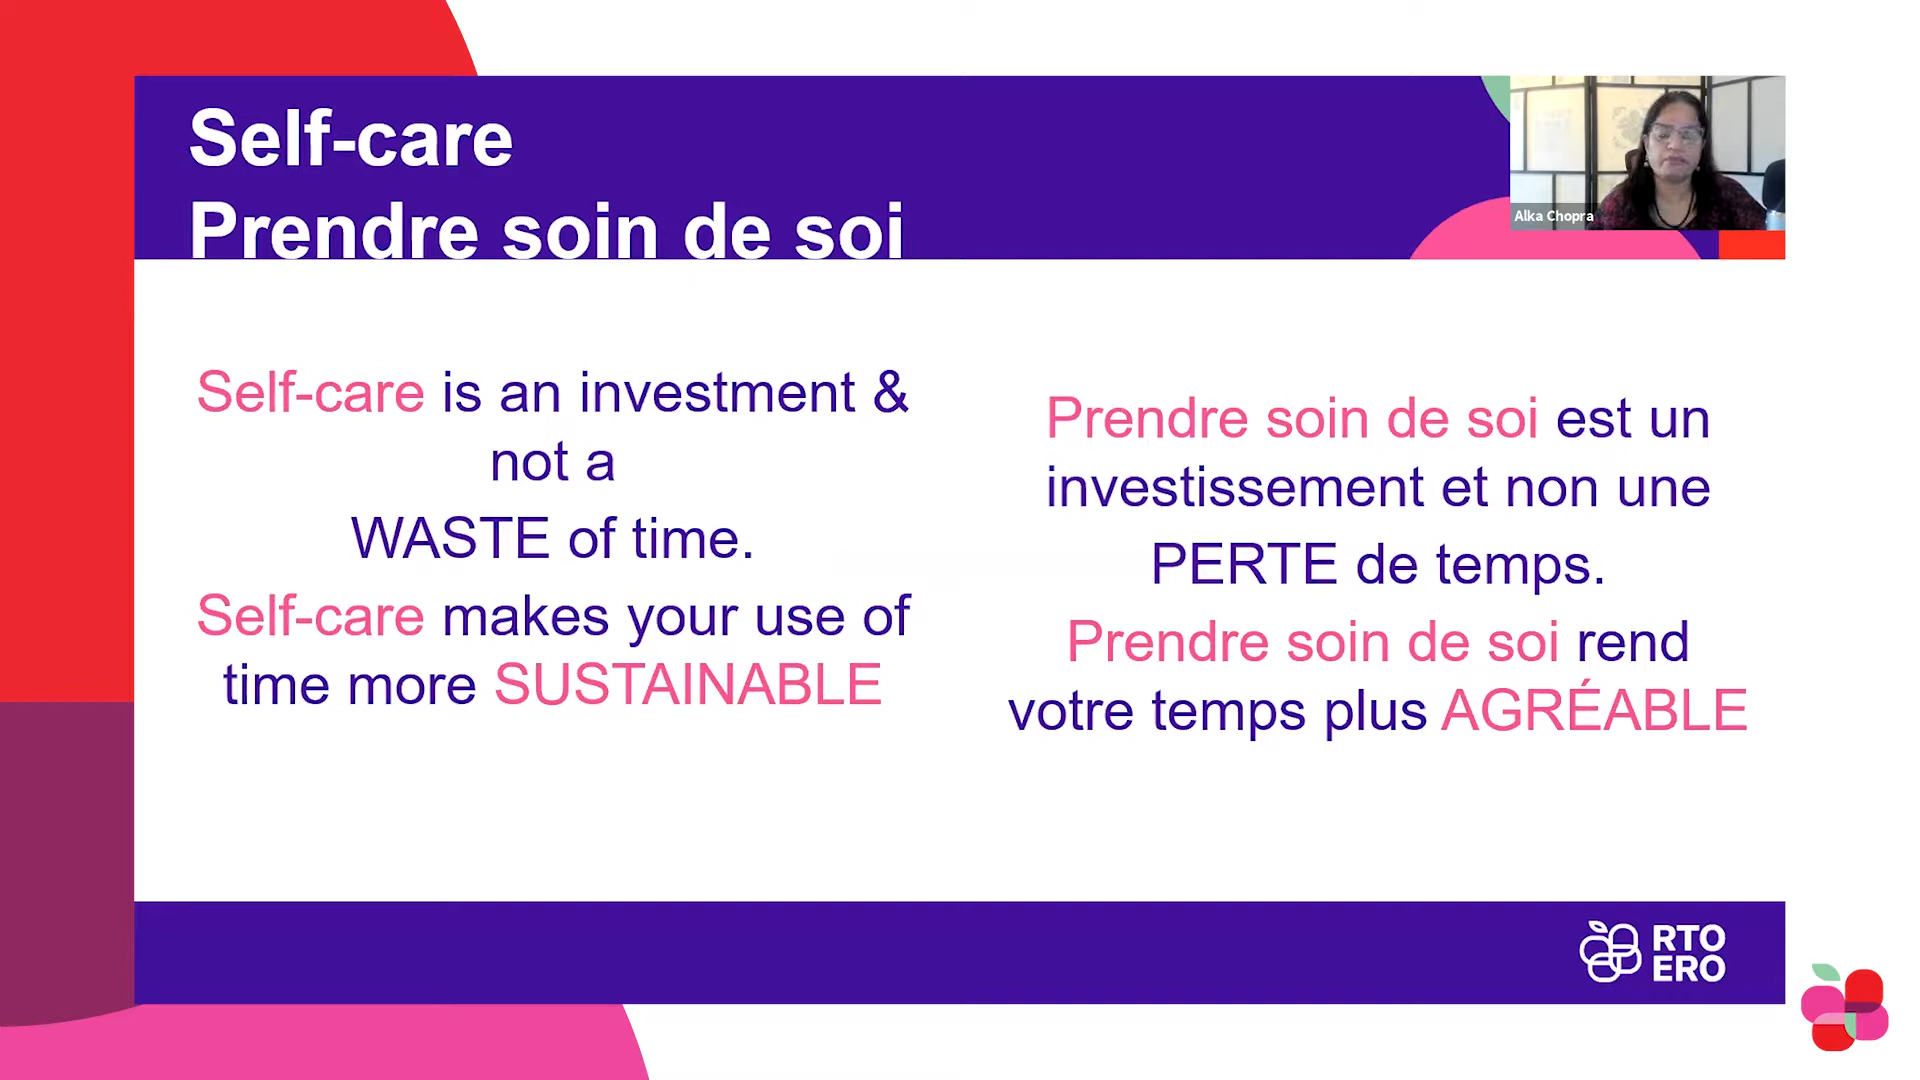 Self-care
Prendre soin de soi
Alka Chopra
Self-care is an investment &
not a
WASTE of time.
Self-care makes your use of
time more SUSTAINABLE
Prendre soin de soi est un
investissement et non une
PERTE de temps.
Prendre soin de soi rend
votre temps plus AGRÉABLE
RTO
ERO